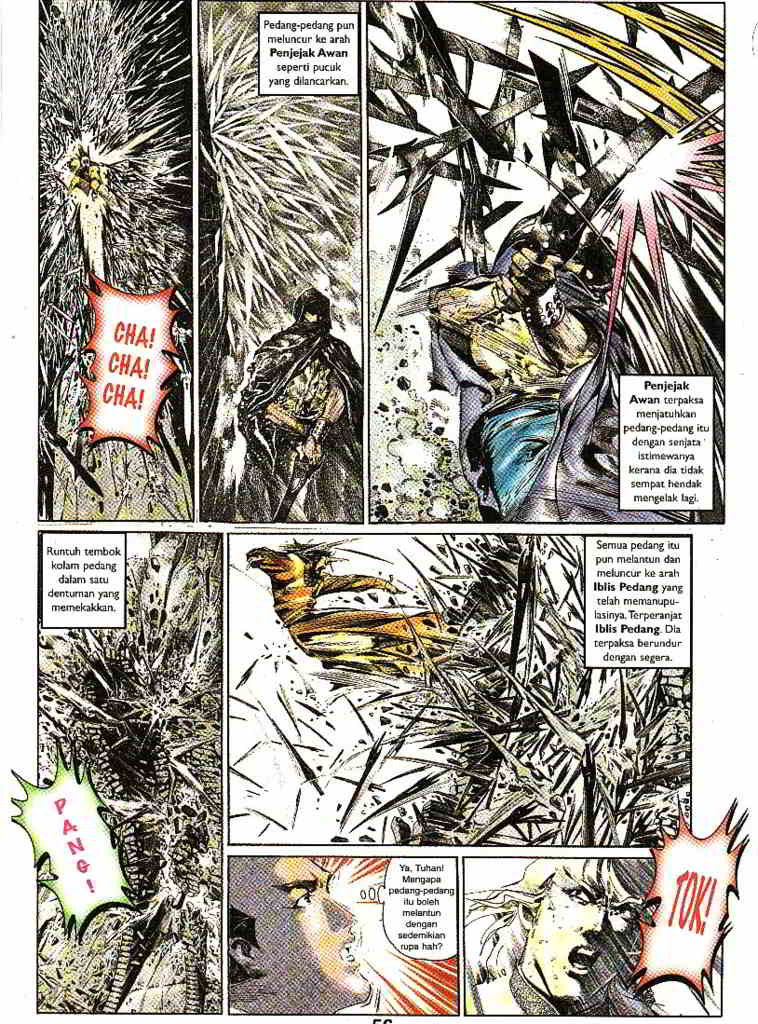 CHA!
CHA!
CHA!
Pedang-pedang pun
meluncur ke arah
Penjejak Awan
seperti pucuk
yang dilancarkan.
Penjejak
Awan terpaksa
menjatuhkan
pedang-pedang itu
dengan senjata
istimewanya
kerana dia tidak
sempat hendak
mengelak lagi.
Runtuh tembok
kolam pedang
dalam satu
dentuman yang
memekakkan.
PANG!
Semua pedang itu
pun melantun dan
meluncur ke arah
Iblis Pedang yang
telah memanupu-
lasinya. Terperanjat
Iblis Pedang. Dia
terpaksa berundur
dengan segera.
Ya, Tuhan!
Mengapa
pedang-pedang
itu boleh
melantun
dengan
sedemikian
rupa hah?
TOK!
56